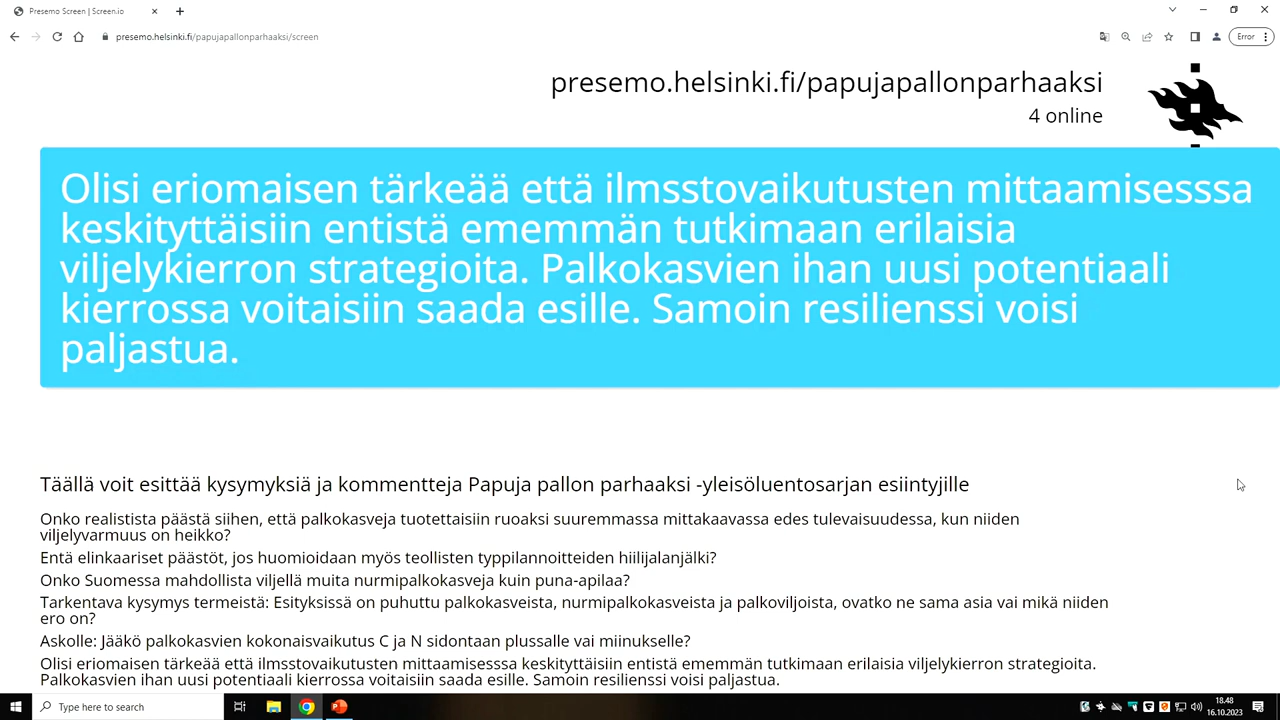 Presemo Screen | Screen.io
presemo.helsinki.fi/papujapallonparhaaksi/screen
Error
presemo.helsinki.fi/papujapallonparhaaksi
4 online
Olisi eriomaisen tärkeää että ilmsstovaikutusten mittaamisesssa
keskityttäisiin entistä ememmän tutkimaan erilaisia
viljelykierron strategioita. Palkokasvien ihan uusi potentiaali
kierrossa voitaisiin saada esille. Samoin resilienssi voisi
paljastua.
Täällä voit esittää kysymyksiä ja kommentteja Papuja pallon parhaaksi -yleisöluentosarjan esiintyjille
Onko realistista päästä siihen, että palkokasveja tuotettaisiin ruoaksi suuremmassa mittakaavassa edes tulevaisuudessa, kun niiden
viljelyvarmuus on heikko?
Entä elinkaariset päästöt, jos huomioidaan myös teollisten typpilannoitteiden hiilijalanjälki?
Onko Suomessa mahdollista viljellä muita nurmipalkokasveja kuin puna-apilaa?
Tarkentava kysymys termeistä: Esityksissä on puhuttu palkokasveista, nurmipalkokasveista ja palkoviljoista, ovatko ne sama asia vai mikä niiden
ero on?
Askolle: Jääkö palkokasvien kokonaisvaikutus C ja N sidontaan plussalle vai miinukselle?
Olisi eriomaisen tärkeää että ilmsstovaikutusten mittaamisesssa keskityttäisiin entistä ememmän tutkimaan erilaisia viljelykierron strategioita.
Palkokasvien ihan uusi potentiaali kierrossa voitaisiin saada esille. Samoin resilienssi voisi paljastua.
Type here to search
18.48
16.10.2023